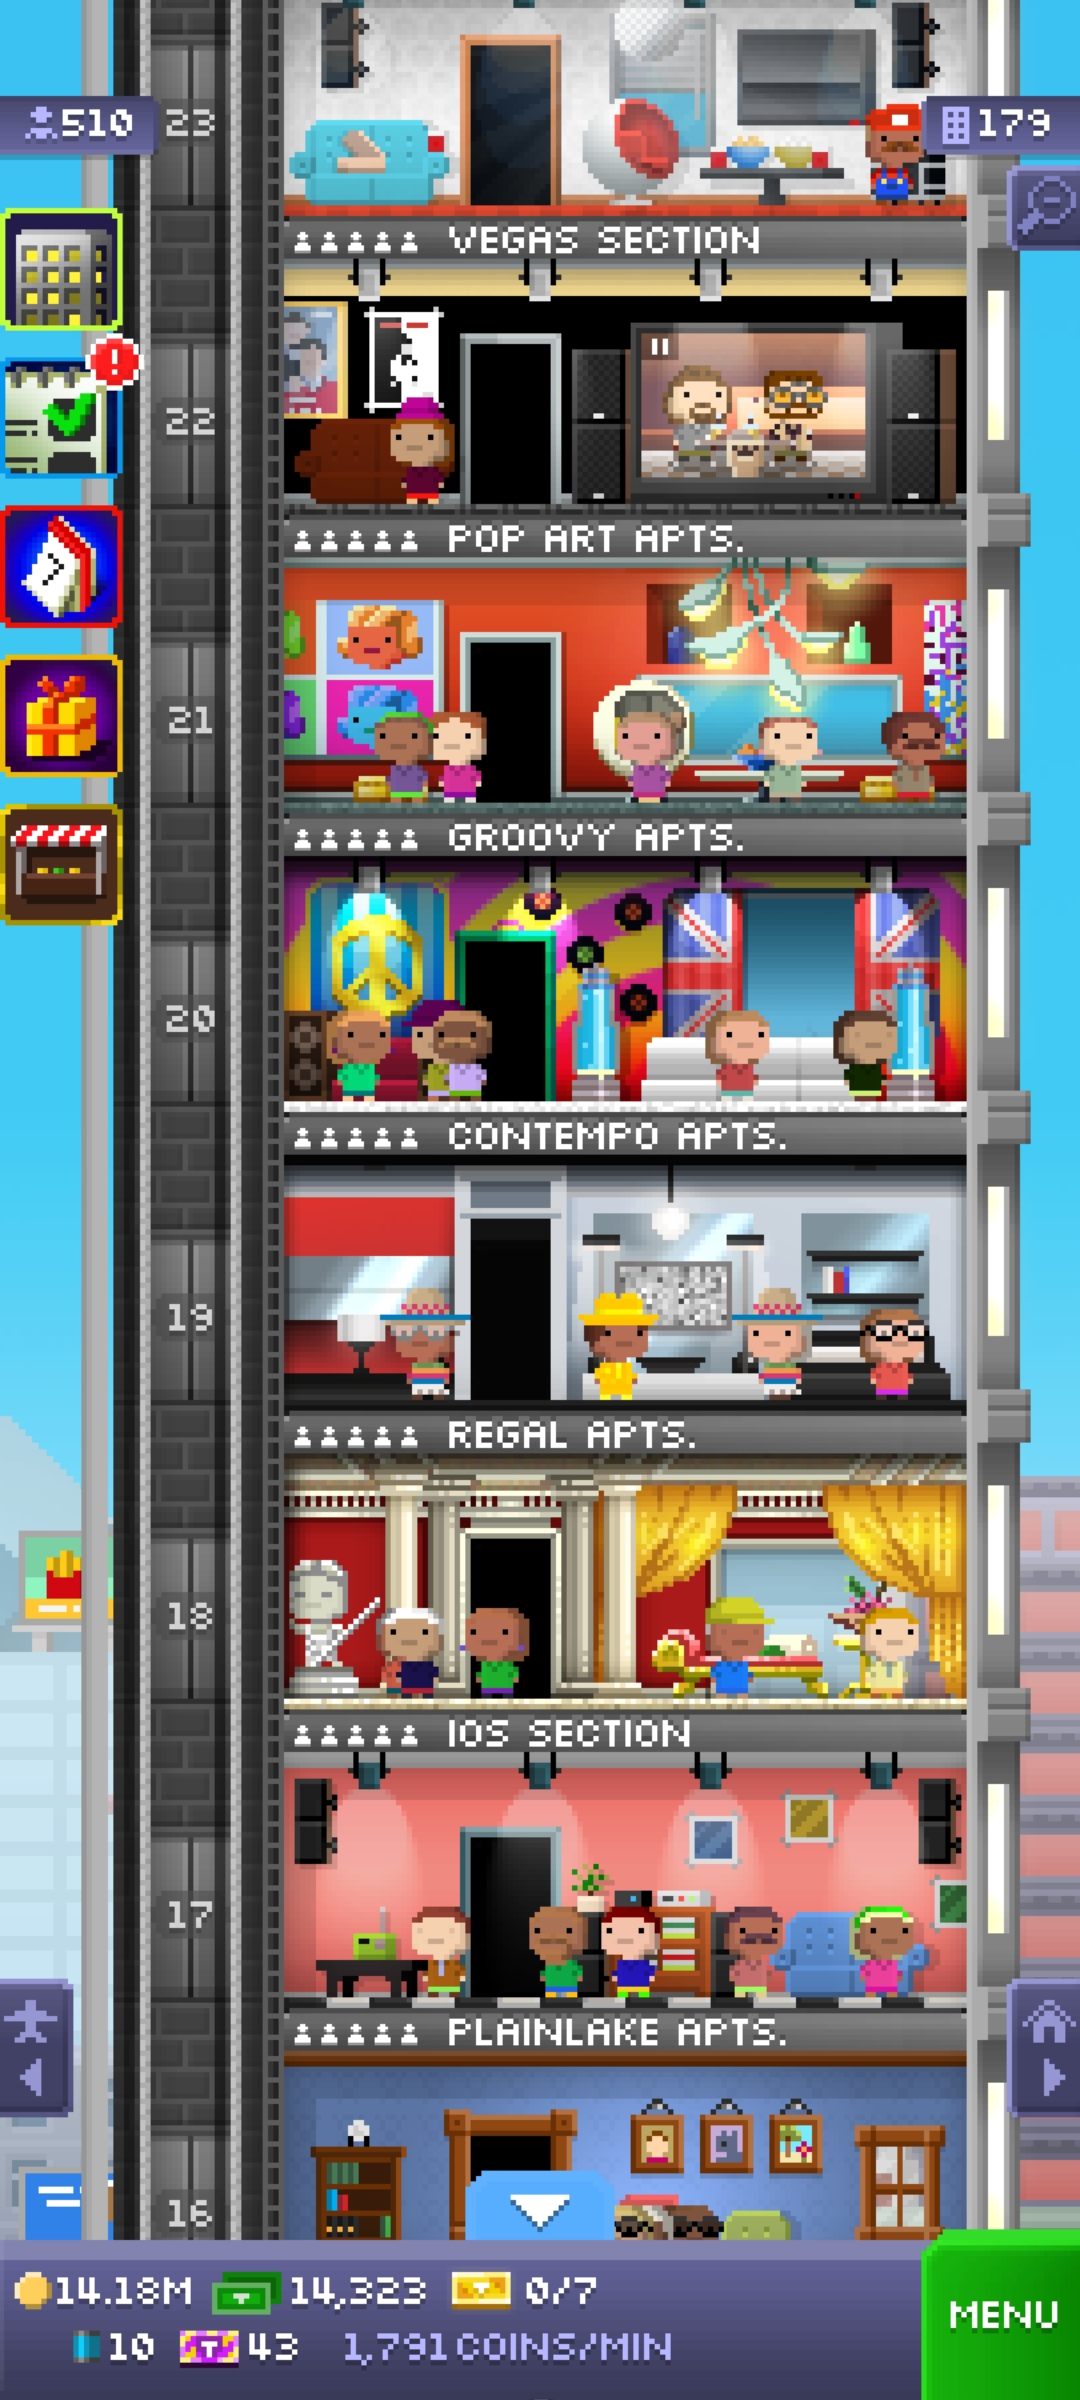 510
23
179
VEGAS SECTION
22
POP ART APTS.
7
21
GROOVY APTS.
20
CONTEMPO APTS.
19
REGAL APTS.
18
IOS SECTION
17
PLAINLAKE APTS.
16
14.18M 14,323 0/7
MENU
10 T 43 1,791 COINS/MIN